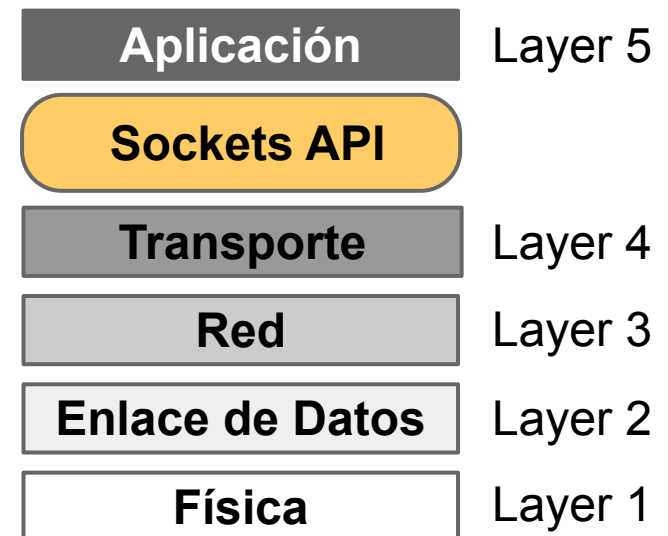 Aplicación Layer 5
Sockets API
Transporte Layer 4
Red Layer 3
Enlace de Datos Layer 2
Física Layer 1